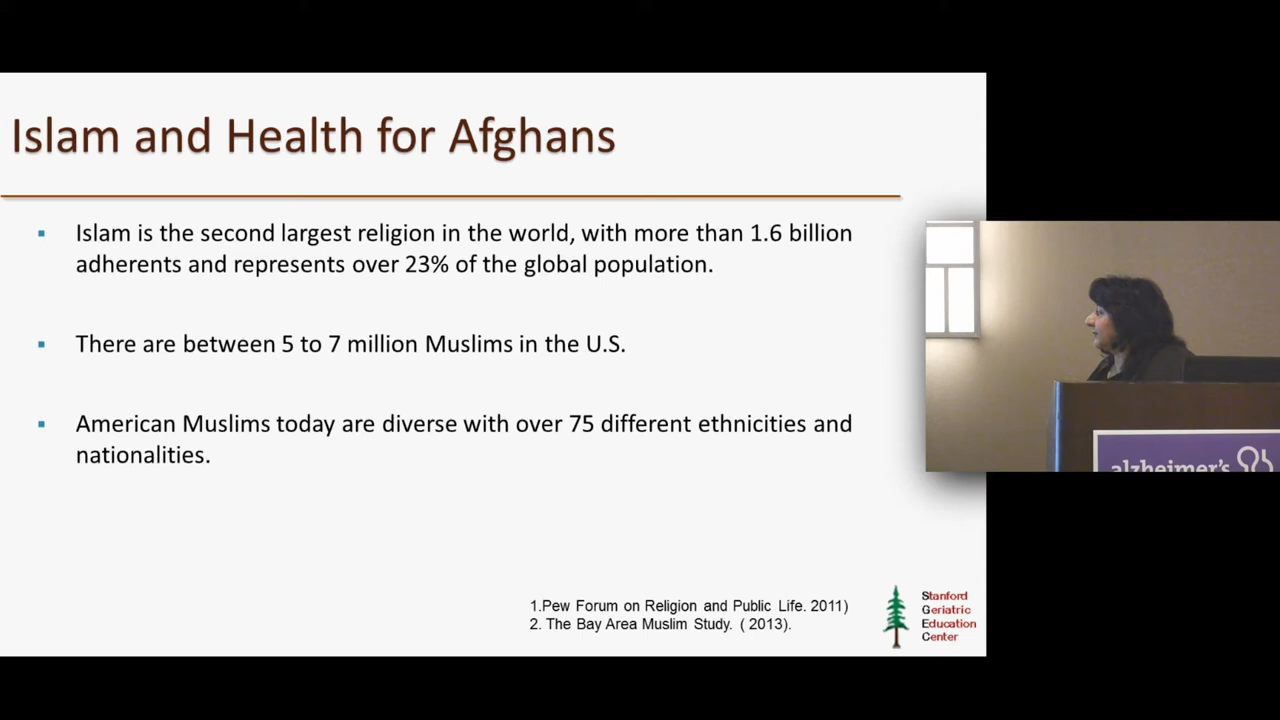 Islam and Health for Afghans
Islam is the second largest religion in the world, with more than 1.6 billion
adherents and represents over 23% of the global population.
There are between 5 to 7 million Muslims in the U.S.
American Muslims today are diverse with over 75 different ethnicities and
nationalities.
1.Pew Forum on Religion and Public Life. 2011)
2. The Bay Area Muslim Study. ( 2013).
Stanford
Geriatric
Education
Center
alzheimer's